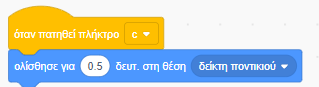 όταν πατηθεί πλήκτρο c
ολίσθησε για 0.5 δευτ. στη θέση δείκτη ποντικιού